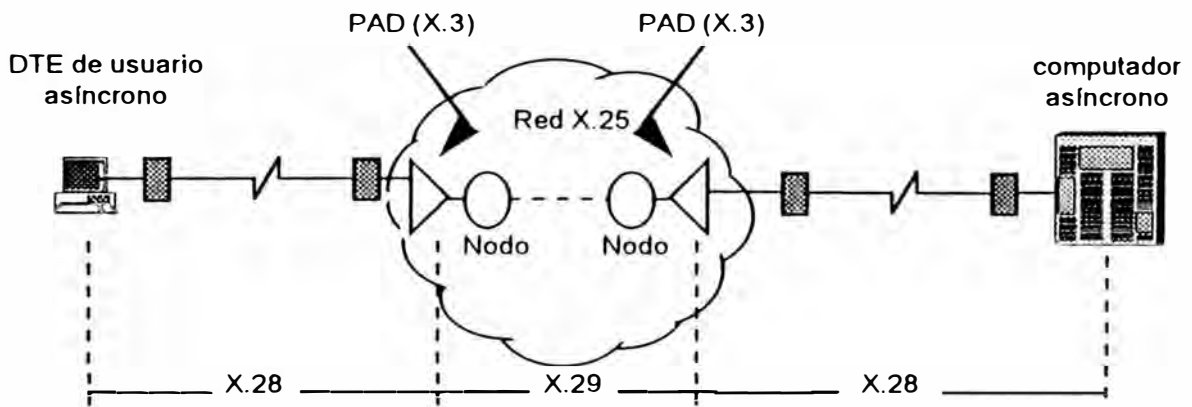 PAD (X.3)
PAD (X.3)
DTE de usuario
asíncrono
computador
asíncrono
Red X.25
Nodo
Nodo
X.28
X.29
X.28